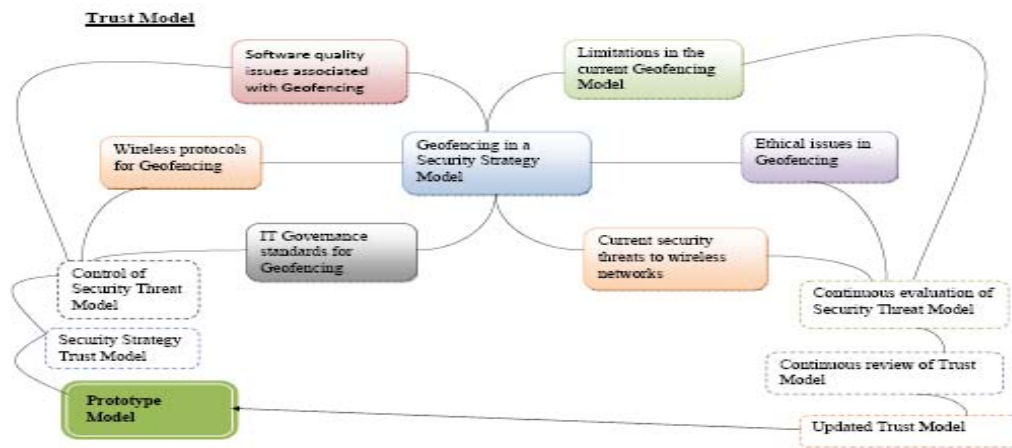 Trust Model
Software quality
issues associated
with Geofencing
Limitations in the
current Geofencing
Model
Wireless protocols
for Geofencing
Geofencing in a
Security Strategy
Model
Ethical issues in
Geofencing
IT Governance
standards for
Geofencing
Current security
threats to wireless
networks
Control of
Security Threat
Model
Continuous evaluation of
Security Threat Model
Security Strategy
Trust Model
Continuous review of Trust
Model
Prototype
Model
Updated Trust Model